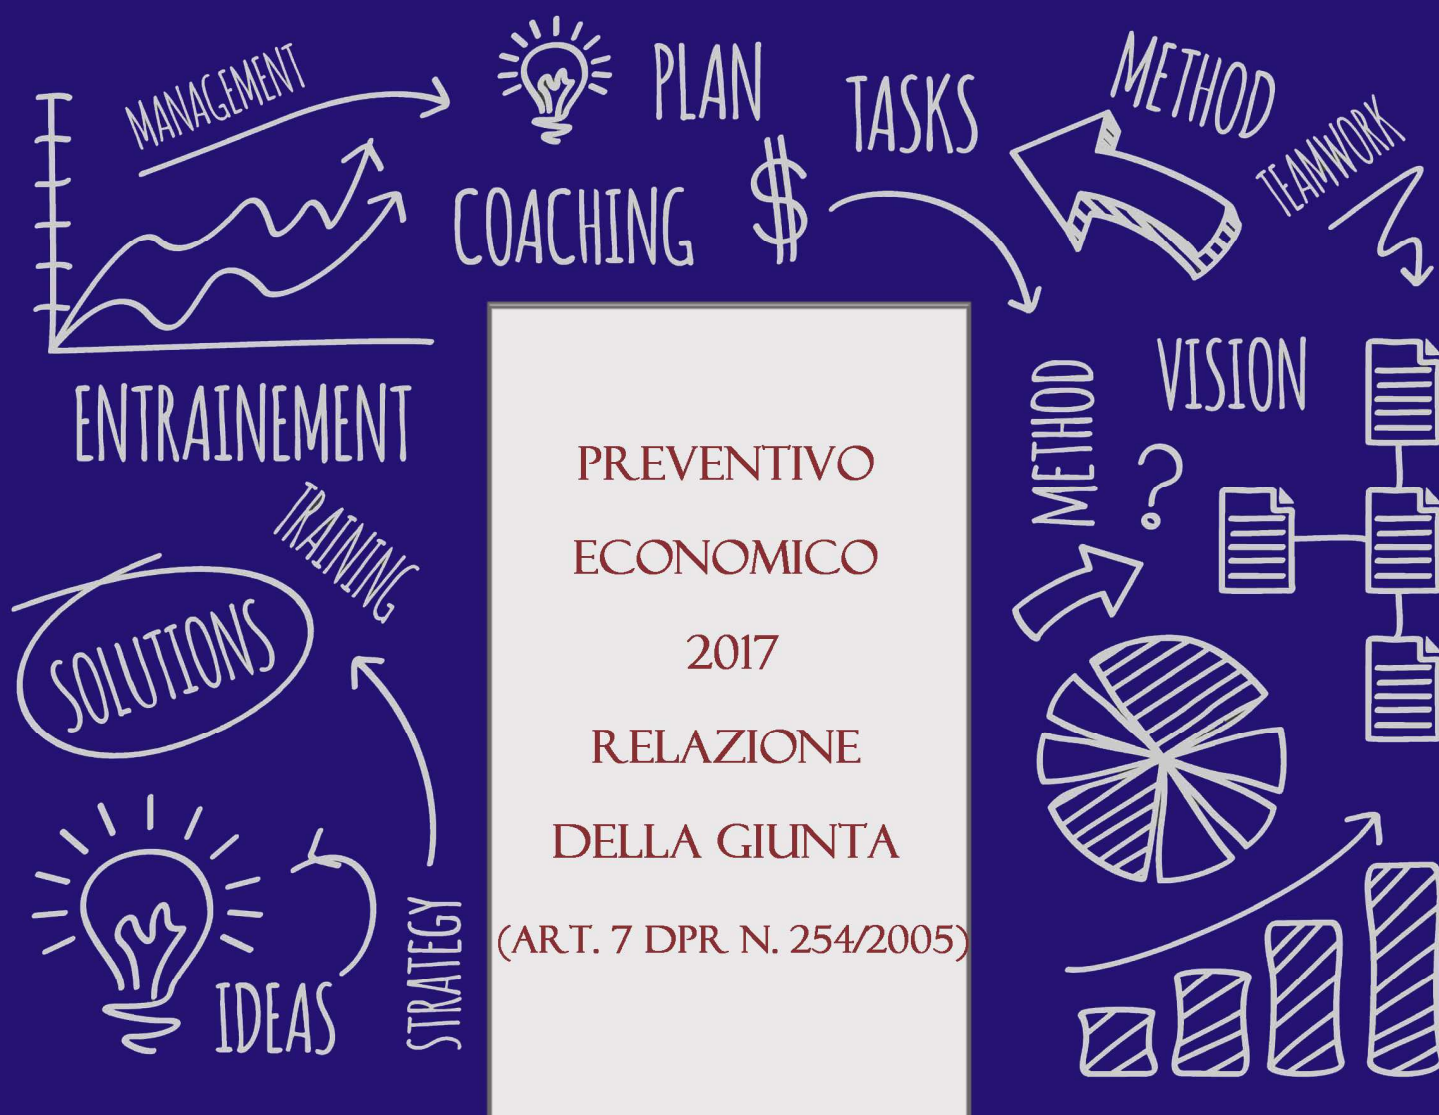 MANAGEMENT
PLAN
TASKS
METHOD
TEAMWORK
COACHING
$
ENTRAINEMENT
METHOD
VISION
?
TRAINING
SOLUTIONS
STRATEGY
IDEAS
PREVENTIVO
ECONOMICO
2017
RELAZIONE
DELLA GIUNTA
(ART. 7 DPR N. 254/2005)